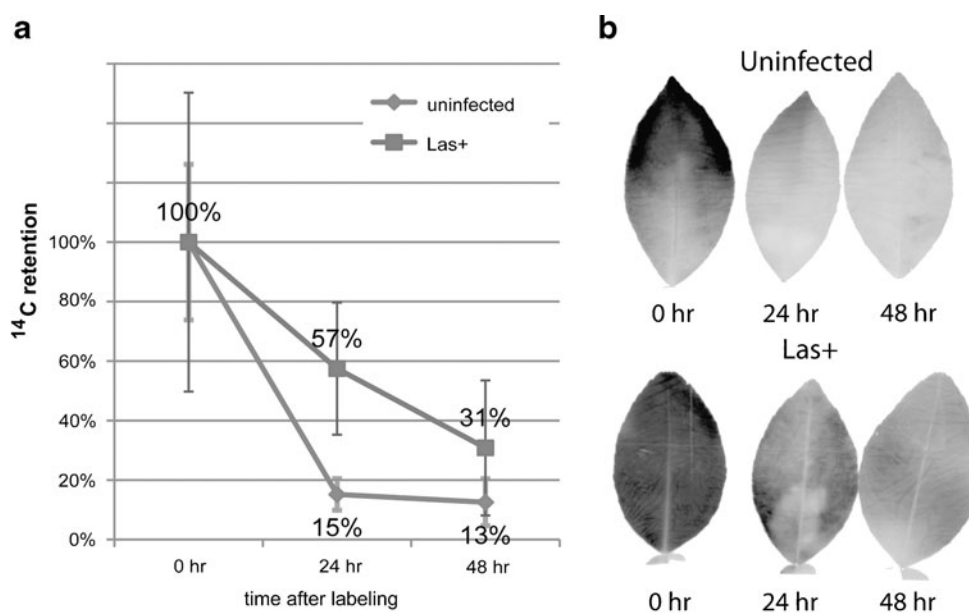 a
uninfected
Las+
100%
57%
31%
15%
13%
100%
80%
60%
40%
20%
0%
14C retention
0 hr 24 hr 48 hr
time after labeling
b
Uninfected
0 hr 24 hr 48 hr
Las+
0 hr 24 hr 48 hr